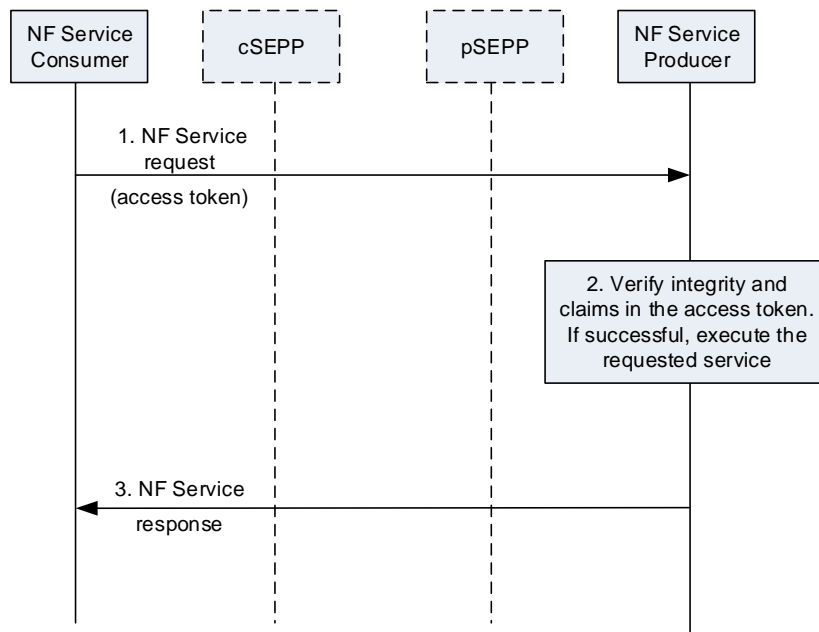 NF Service
Consumer
cSEPP
pSEPP
NF Service
Producer
1. NF Service
request
(access token)
2. Verify integrity and
claims in the access token.
If successful, execute the
requested service
3. NF Service
response